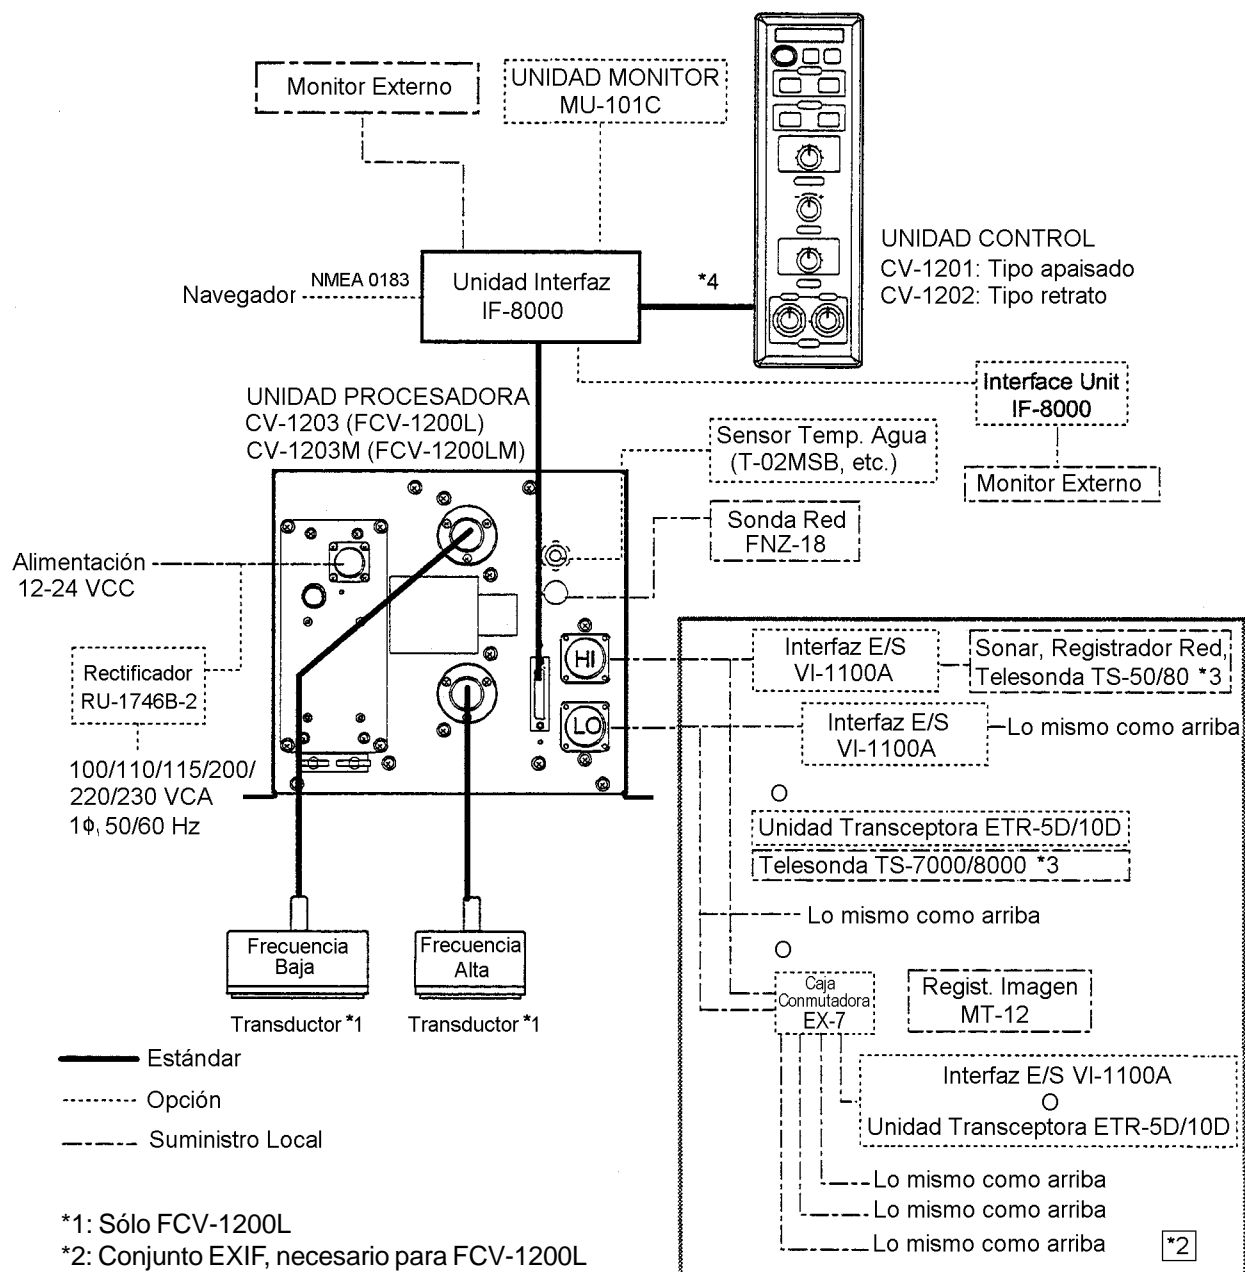 Monitor Externo
UNIDAD MONITOR
MU-101C
UNIDAD CONTROL
CV-1201: Tipo apaisado
CV-1202: Tipo retrato
Navegador
NMEA 0183
Unidad Interfaz
IF-8000
*4
Interface Unit
IF-8000
Monitor Externo
UNIDAD PROCESADORA
CV-1203 (FCV-1200L)
CV-1203M (FCV-1200LM)
Sensor Temp. Agua
(T-02MSB, etc.)
Sonda Red
FNZ-18
Alimentación
12-24 VCC
Rectificador
RU-1746B-2
100/110/115/200/
220/230 VCA
1ϕ, 50/60 Hz
HI
LO
Interfaz E/S
VI-1100A
Sonar, Registrador Red,
Telesonda TS-50/80 *3
Interfaz E/S
VI-1100A
Lo mismo como arriba
O
Unidad Transceptora ETR-5D/10D
Telesonda TS-7000/8000 *3
Lo mismo como arriba
O
Caja
Conmutadora
EX-7
Regist. Imagen
MT-12
Interfaz E/S VI-1100A
O
Unidad Transceptora ETR-5D/10D
Lo mismo como arriba
Lo mismo como arriba
Lo mismo como arriba
*2
Frecuencia
Baja
Transductor *1
Frecuencia
Alta
Transductor *1
Estándar
Opción
Suministro Local
*1: Sólo FCV-1200L
*2: Conjunto EXIF, necesario para FCV-1200L